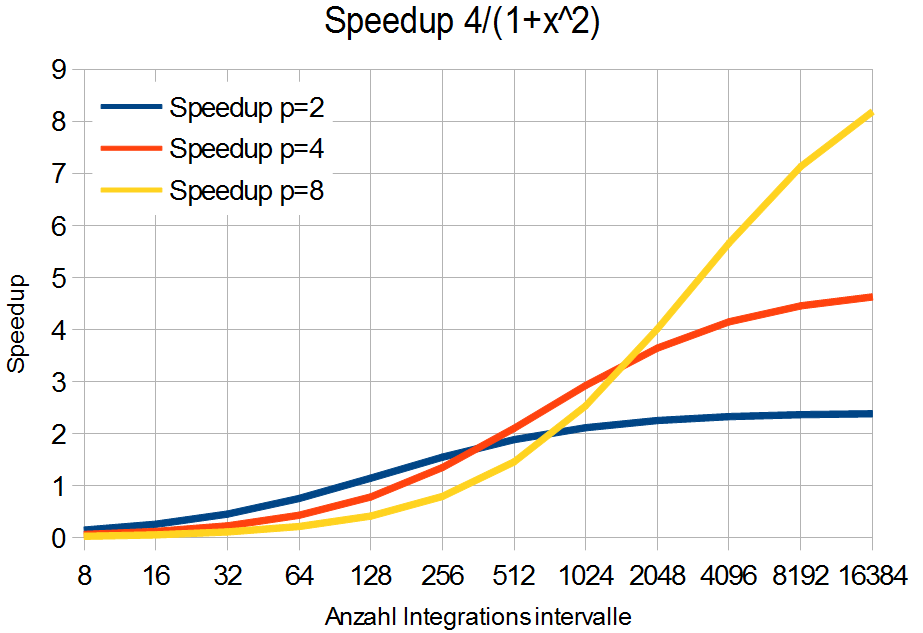 Speedup 4/(1+x^2)
9
8
7
6
5
4
3
2
1
0
Speedup p=2
Speedup p=4
Speedup p=8
Speedup
8 16 32 64 128 256 512 1024 2048 4096 8192 16384
Anzahl Integrationsintervalle